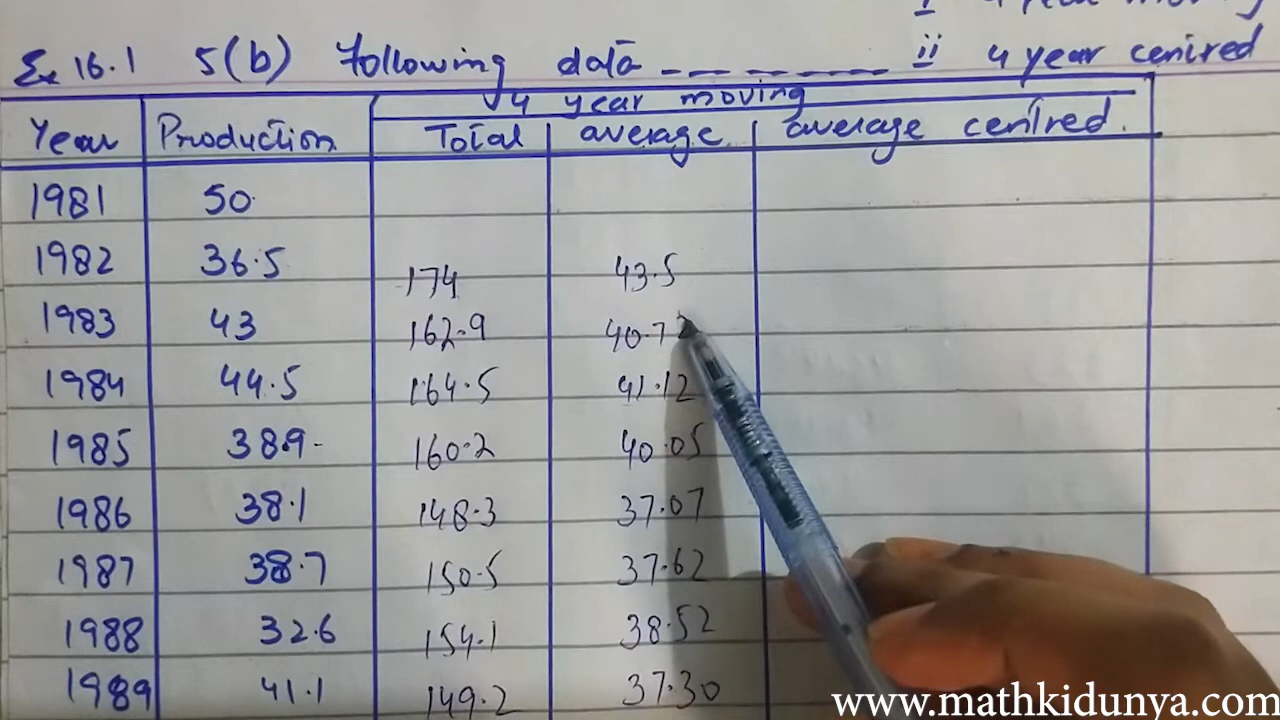 4 Year moving
Ex 16.1 5(b) Following data -------- ii 4 year centred
4 year moving
Year Production Total average average centred.
1981 50
1982 36.5 174 43.5
1983 43 162.9 40.72
1984 44.5 164.5 41.12
1985 38.9 160.2 40.05
1986 38.1 148.3 37.07
1987 38.7 150.5 37.62
1988 32.6 154.1 38.52
1989 41.1 149.2 37.30
www.mathkidunya.com